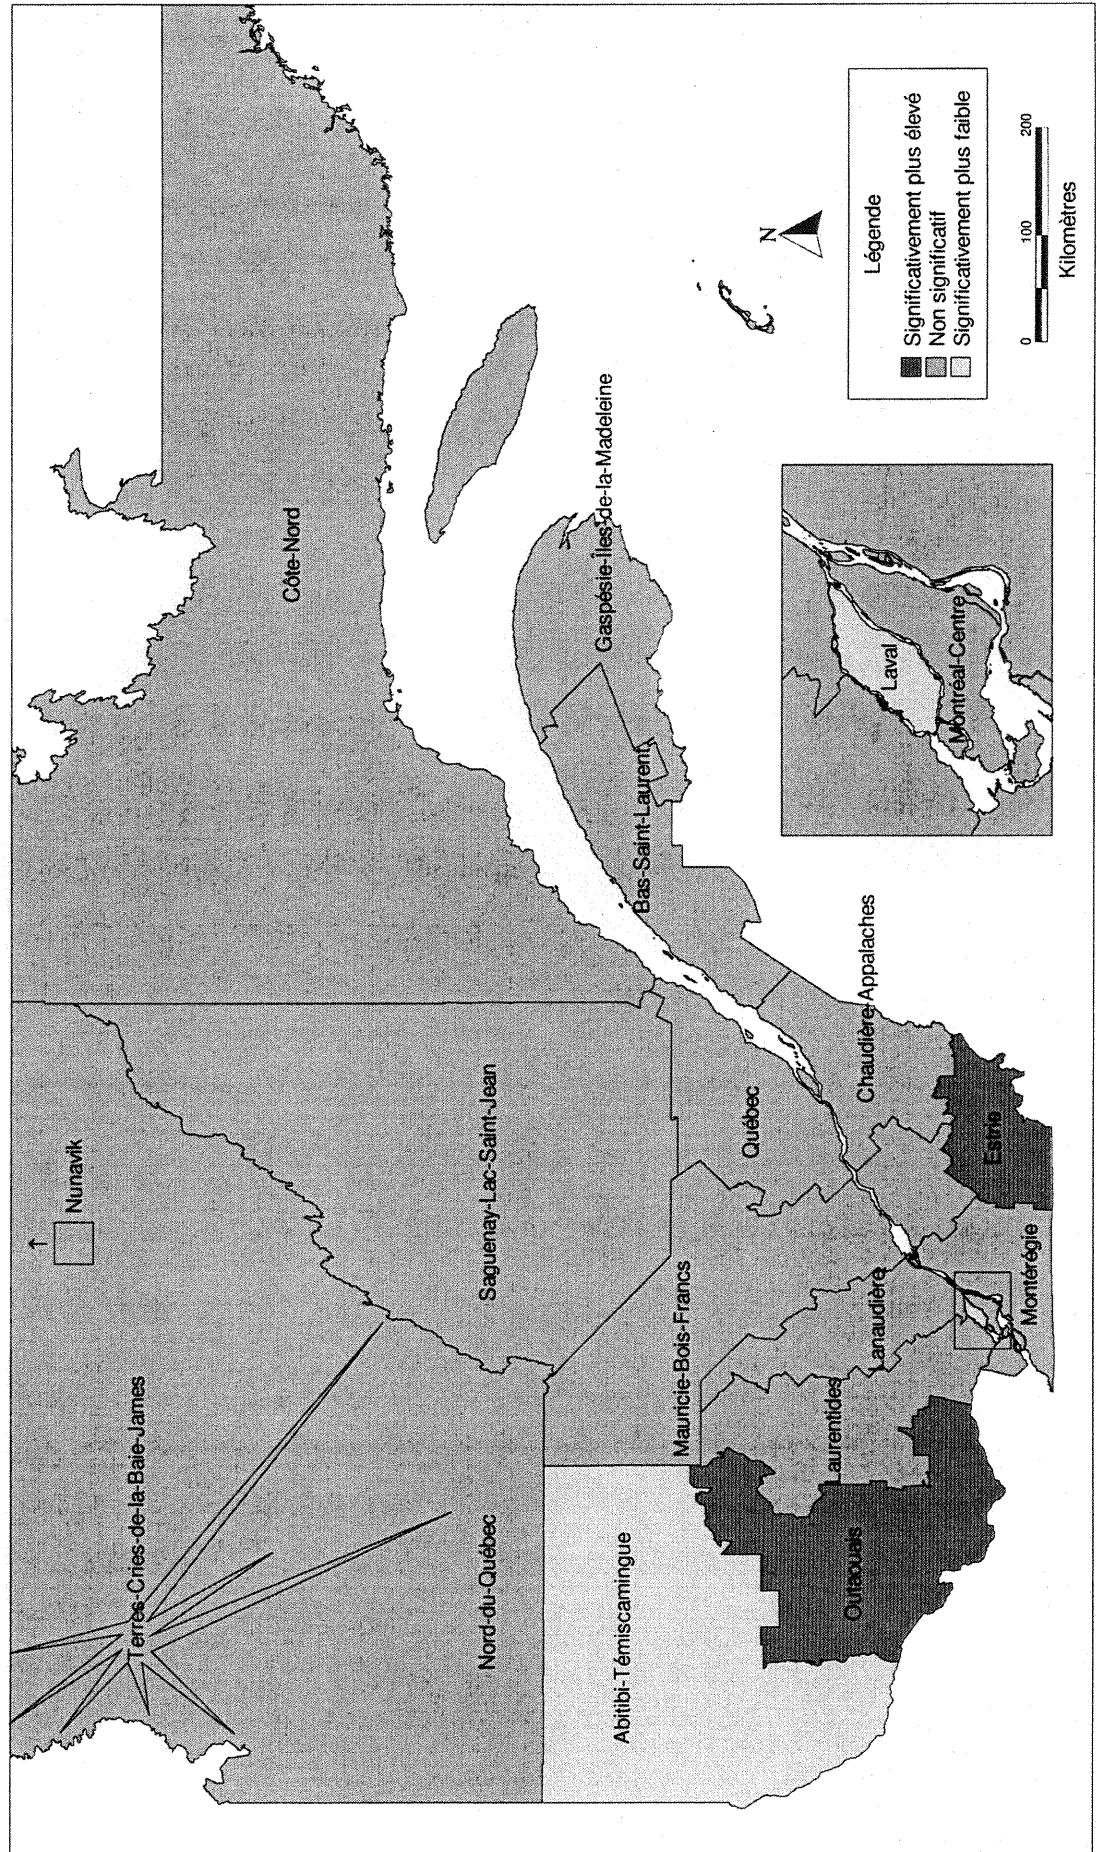 Terres-Cries-de-la-Baie-James
Nunavik
Côte-Nord
Nord-du-Québec
Saguenay-Lac-Saint-Jean
Abitibi-Témiscamingue
Mauricie-Bois-Francs
Bas-Saint-Laurent
Gaspésie-Îles-de-la-Madeleine
Québec
Outaouais
Laurentides
Lanaudière
Chaudière-Appalaches
Estrie
Montérégie
Laval
Montréal-Centre
N
Légende
Significativement plus élevé
Non significatif
Significativement plus faible
0 100 200
Kilomètres